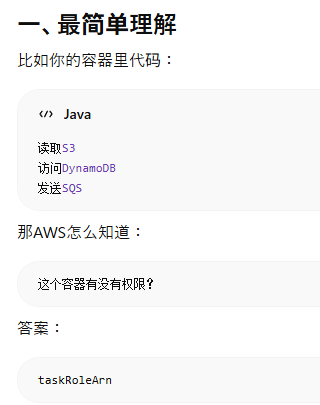 一、最简单理解
比如你的容器里代码：
</> Java
读取S3
访问DynamoDB
发送SQS
那AWS怎么知道：
这个容器有没有权限？
答案：
taskRoleArn